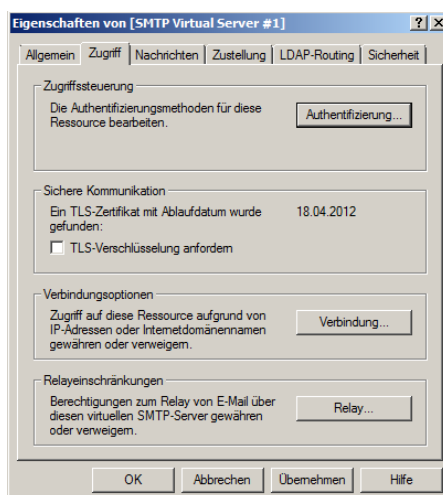 Eigenschaften von [SMTP Virtual Server #1]
Allgemein Zugriff Nachrichten Zustellung LDAP-Routing Sicherheit
Zugriffssteuerung
Die Authentifizierungsmethoden für diese
Ressource bearbeiten.
Authentifizierung...
Sichere Kommunikation
Ein TLS-Zertifikat mit Ablaufdatum wurde
gefunden:
18.04.2012
TLS-Verschlüsselung anfordern
Verbindungsoptionen
Zugriff auf diese Ressource aufgrund von
IP-Adressen oder Internetdomänennamen
gewähren oder verweigern.
Verbindung...
Relayeinschränkungen
Berechtigungen zum Relay von E-Mail über
diesen virtuellen SMTP-Server gewähren
oder verweigern.
Relay...
OK Abbrechen Übernehmen Hilfe